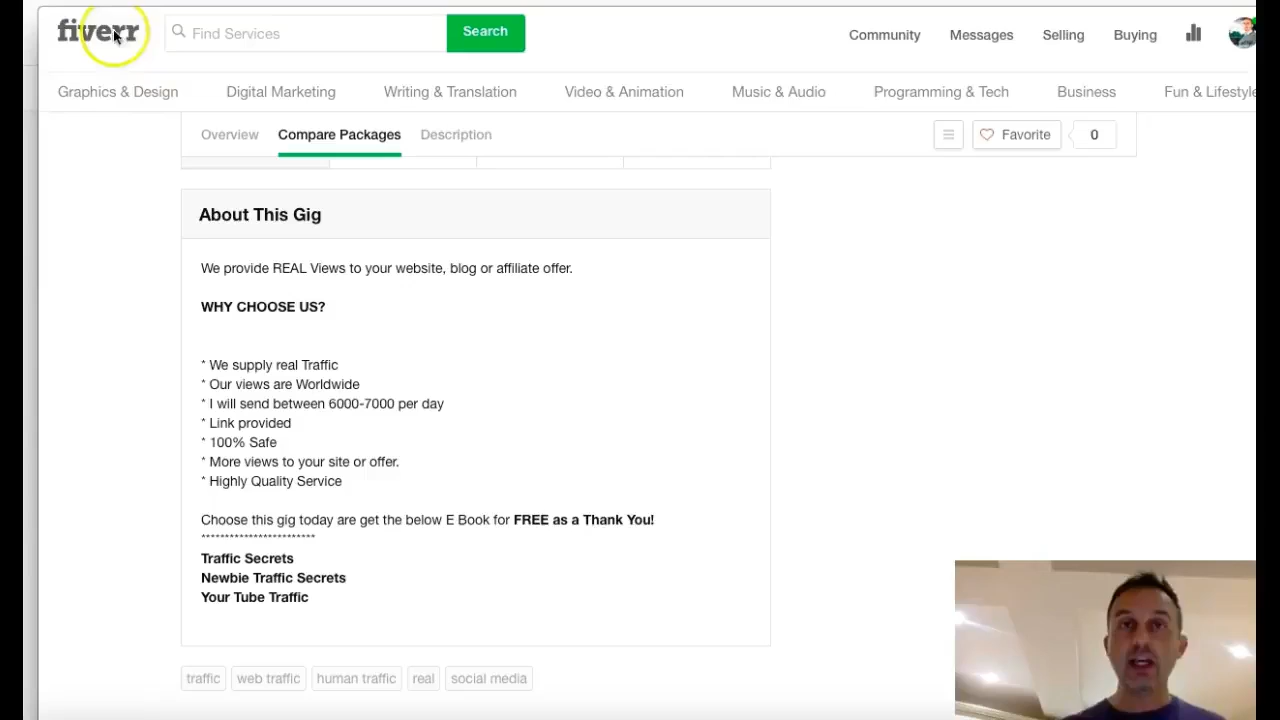 fiverr
Find Services
Search
Community
Messages
Selling
Buying
Graphics & Design
Digital Marketing
Writing & Translation
Video & Animation
Music & Audio
Programming & Tech
Business
Fun & Lifestyle
Overview
Compare Packages
Description
Favorite
0
About This Gig
We provide REAL Views to your website, blog or affiliate offer.
WHY CHOOSE US?
* We supply real Traffic
* Our views are Worldwide
* I will send between 6000-7000 per day
* Link provided
* 100% Safe
* More views to your site or offer.
* Highly Quality Service
Choose this gig today are get the below E Book for FREE as a Thank You!
************************
Traffic Secrets
Newbie Traffic Secrets
Your Tube Traffic
traffic
web traffic
human traffic
real
social media